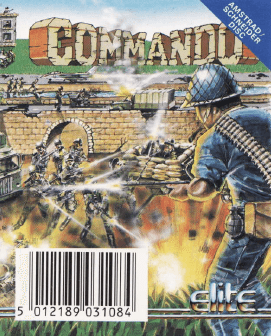 COMMANDO
AMSTRAD/
SCHNEIDER
DISC
5 012189 031084
elite